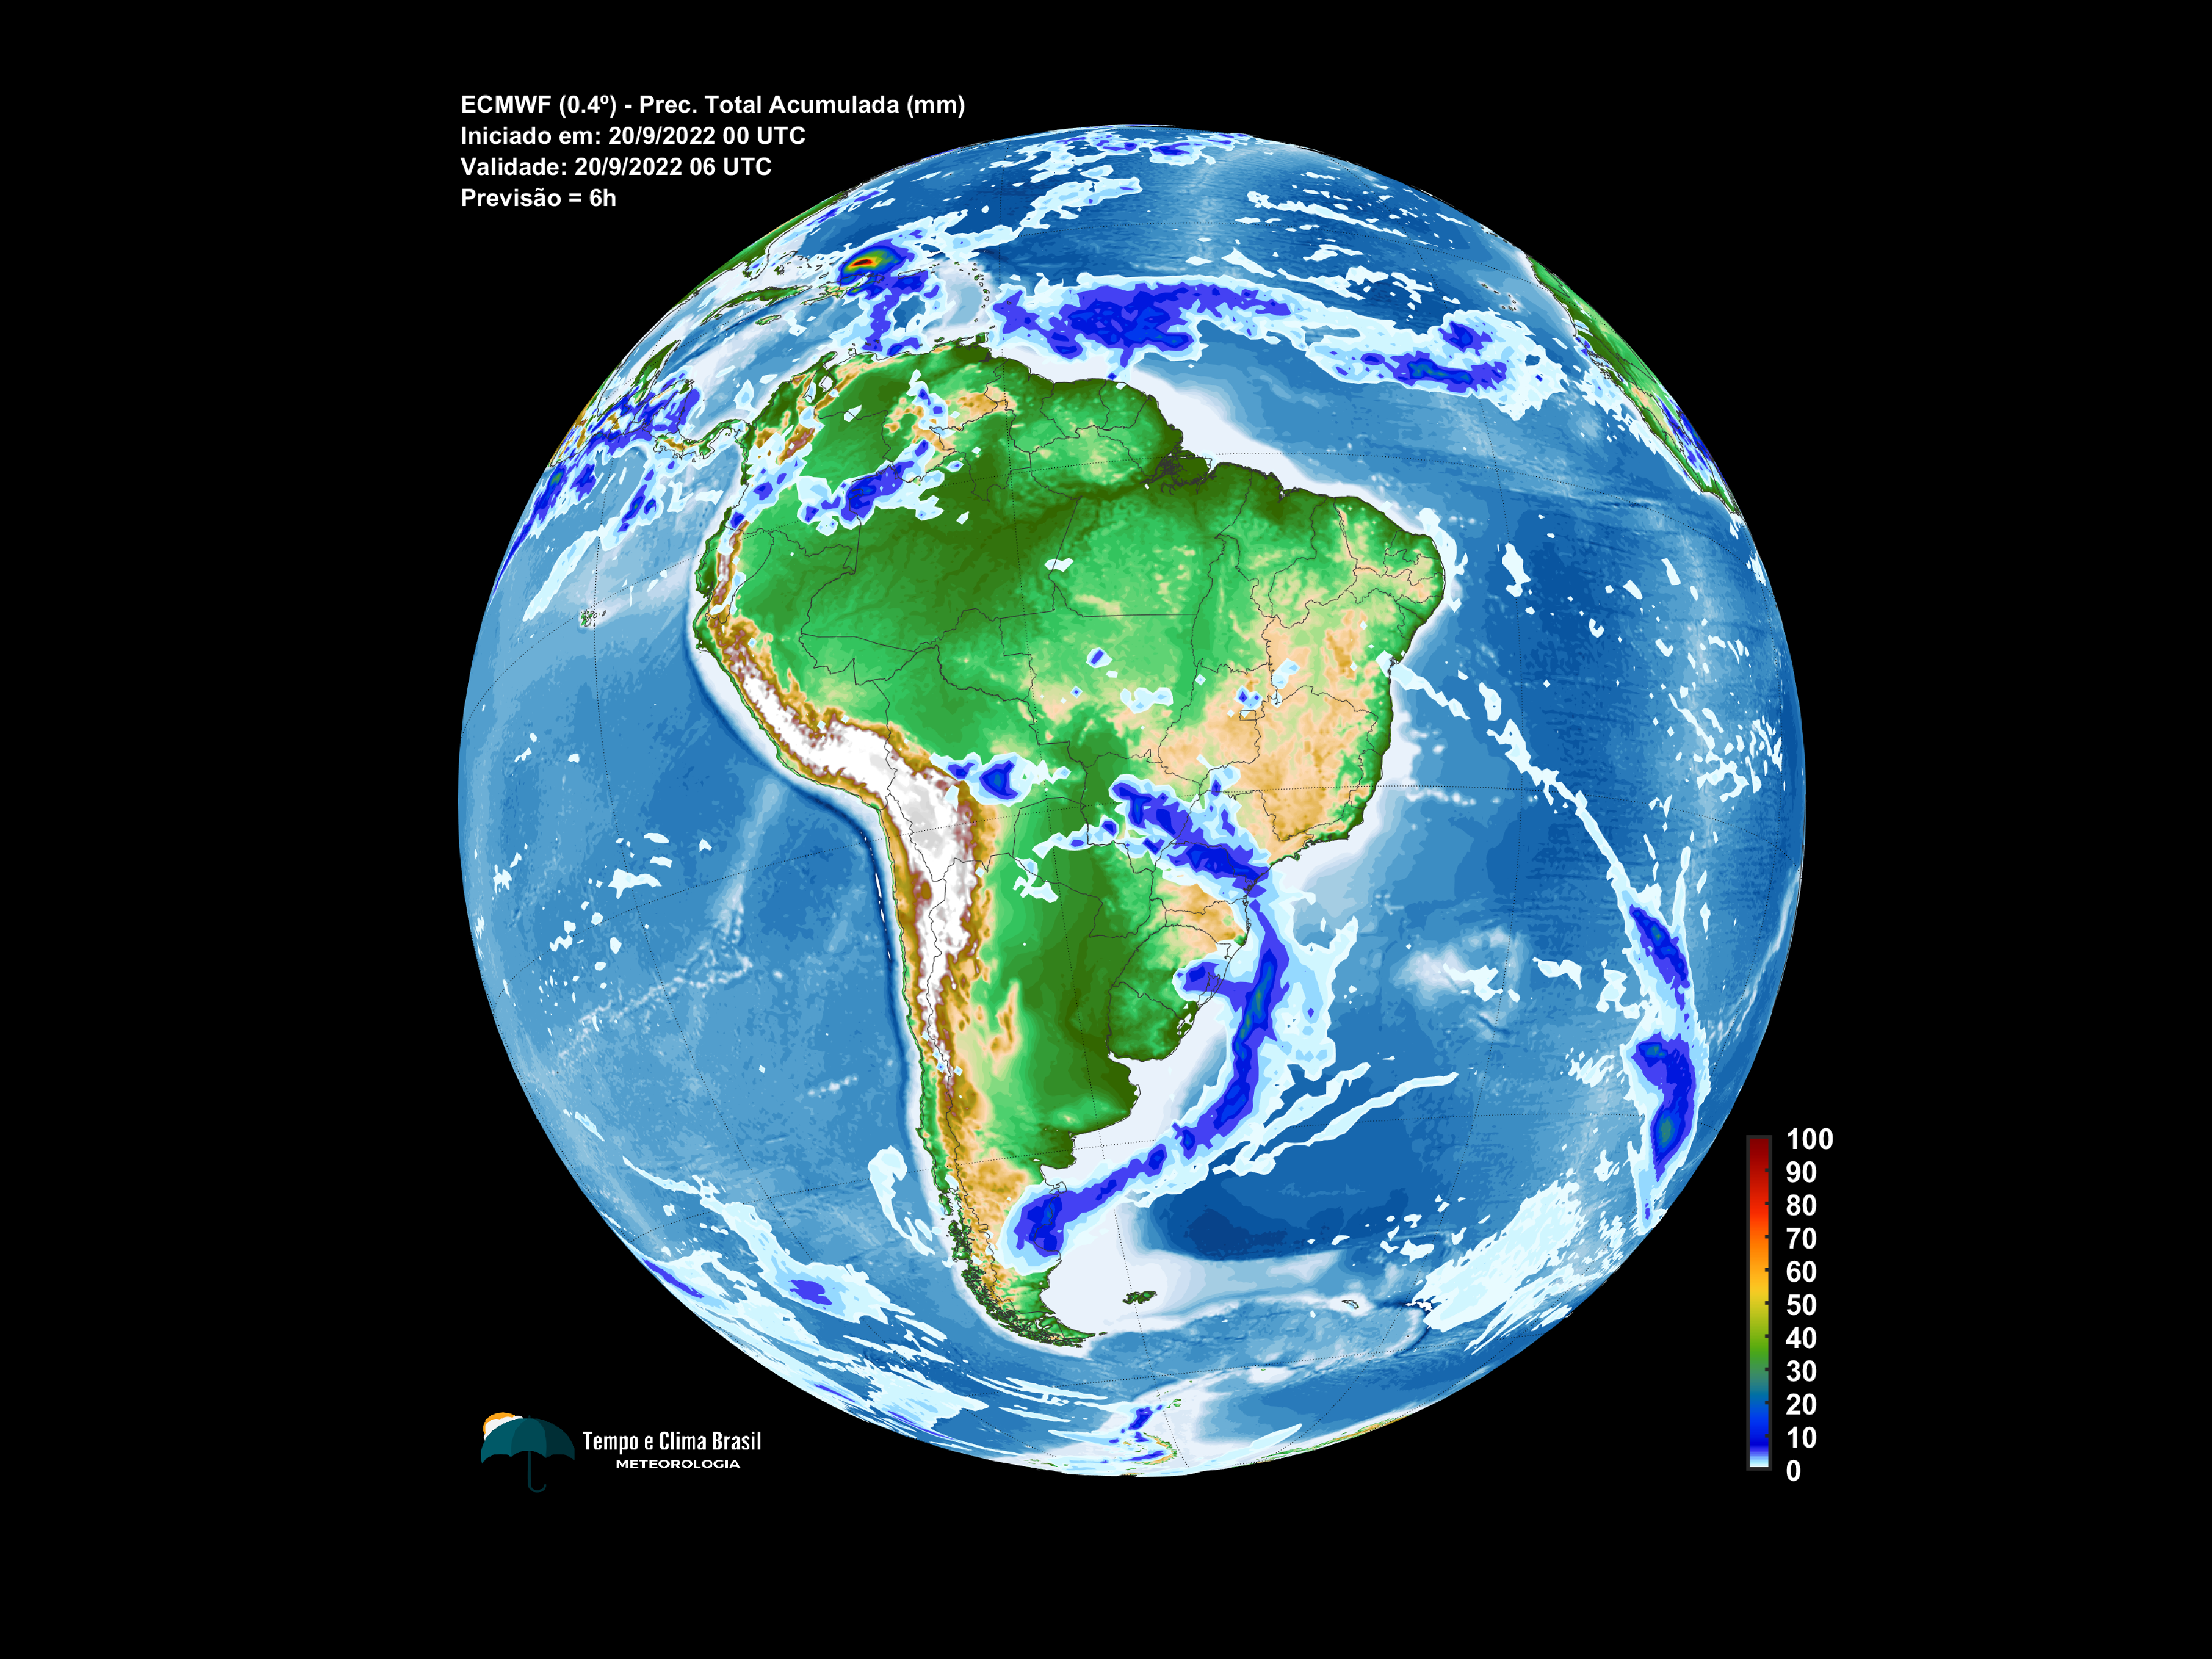 ECMWF (0.4º) - Prec. Total Acumulada (mm)
Iniciado em: 20/9/2022 00 UTC
Validade: 20/9/2022 06 UTC
Previsão = 6h
100
90
80
70
60
50
40
30
20
10
0
Tempo e Clima Brasil
METEOROLOGIA